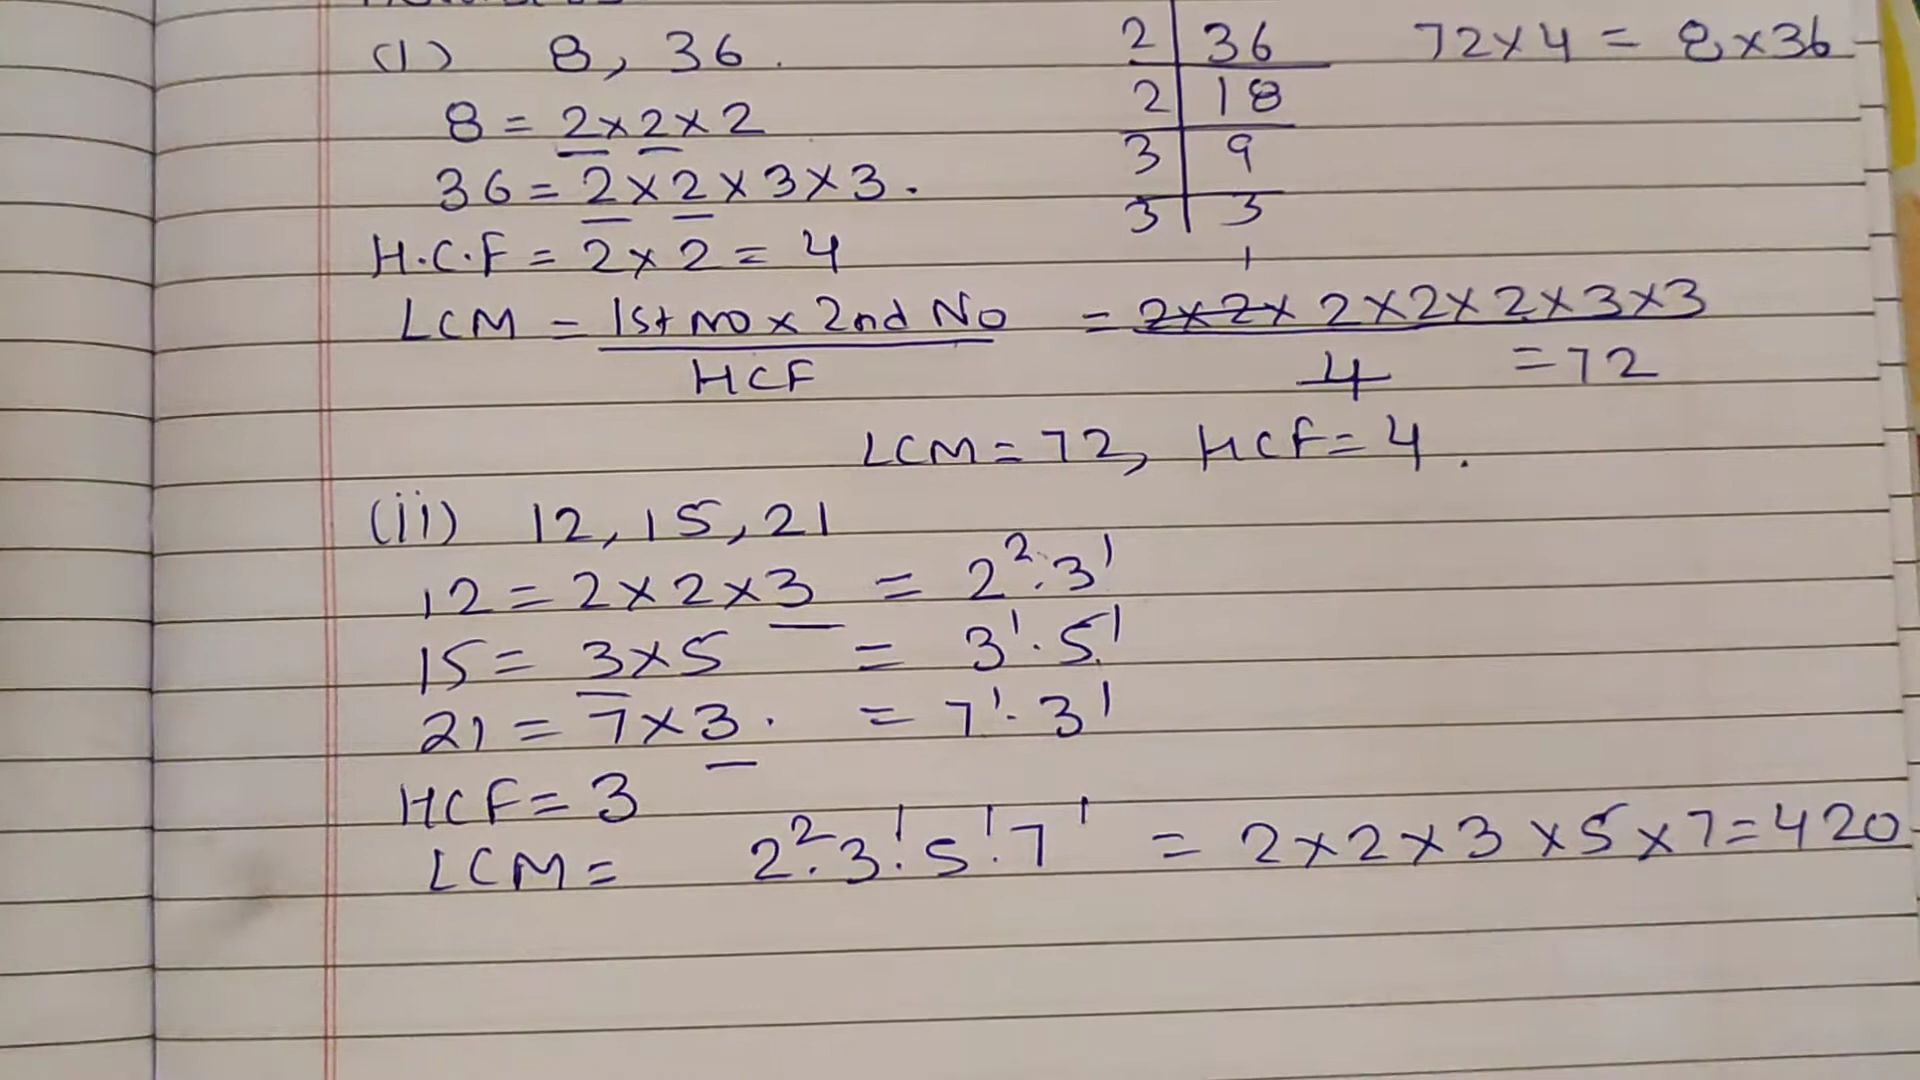 (1) 8, 36.
8 = 2×2×2
36 = 2×2×3×3.
H.C.F = 2×2 = 4
2 | 36
2 | 18
3 | 9
3 | 3
1
72×4 = 8×36
LCM = 1st no × 2nd No / HCF = 2×2×2×2×2×3×3 / 4 = 72
LCM = 72, HCF = 4.
(ii) 12, 15, 21
12 = 2×2×3 = 2².3¹
15 = 3×5 = 3¹.5¹
21 = 7×3. = 7¹.3¹
HCF = 3
LCM = 2².3¹.5¹.7¹ = 2×2×3×5×7=420